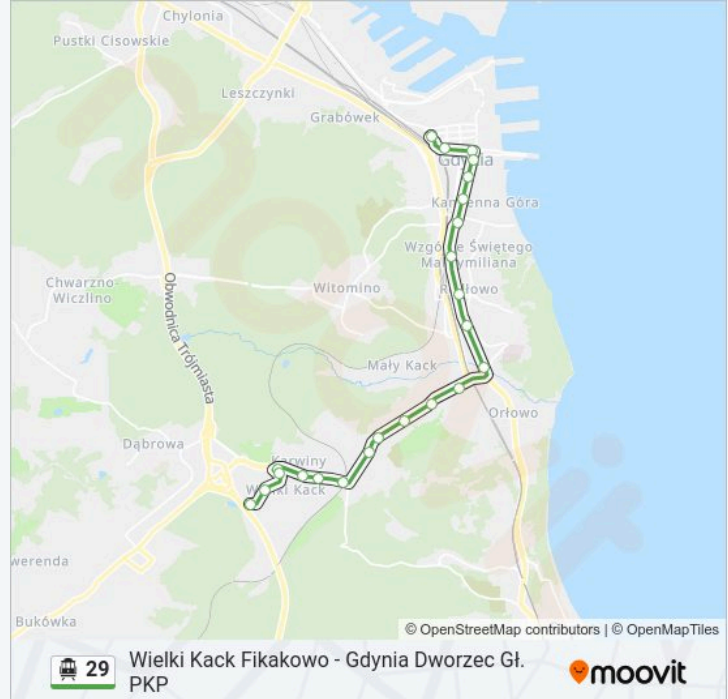 Chylonia
Pustki Cisowskie
Leszczynki
Grabówek
Gdynia
Kamienna Góra
Wzgórze Świętego
Maksymiliana
Chwarzno
Wiczlino
Witomino
Redłowo
Obwodnica Trójmiasta
Mały Kack
Orłowo
Dąbrowa
Karwiny
Wielki Kack
werenda
Bukówka
© OpenStreetMap contributors | © OpenMapTiles
29
Wielki Kack Fikakowo - Gdynia Dworzec Gł.
PKP
moovit